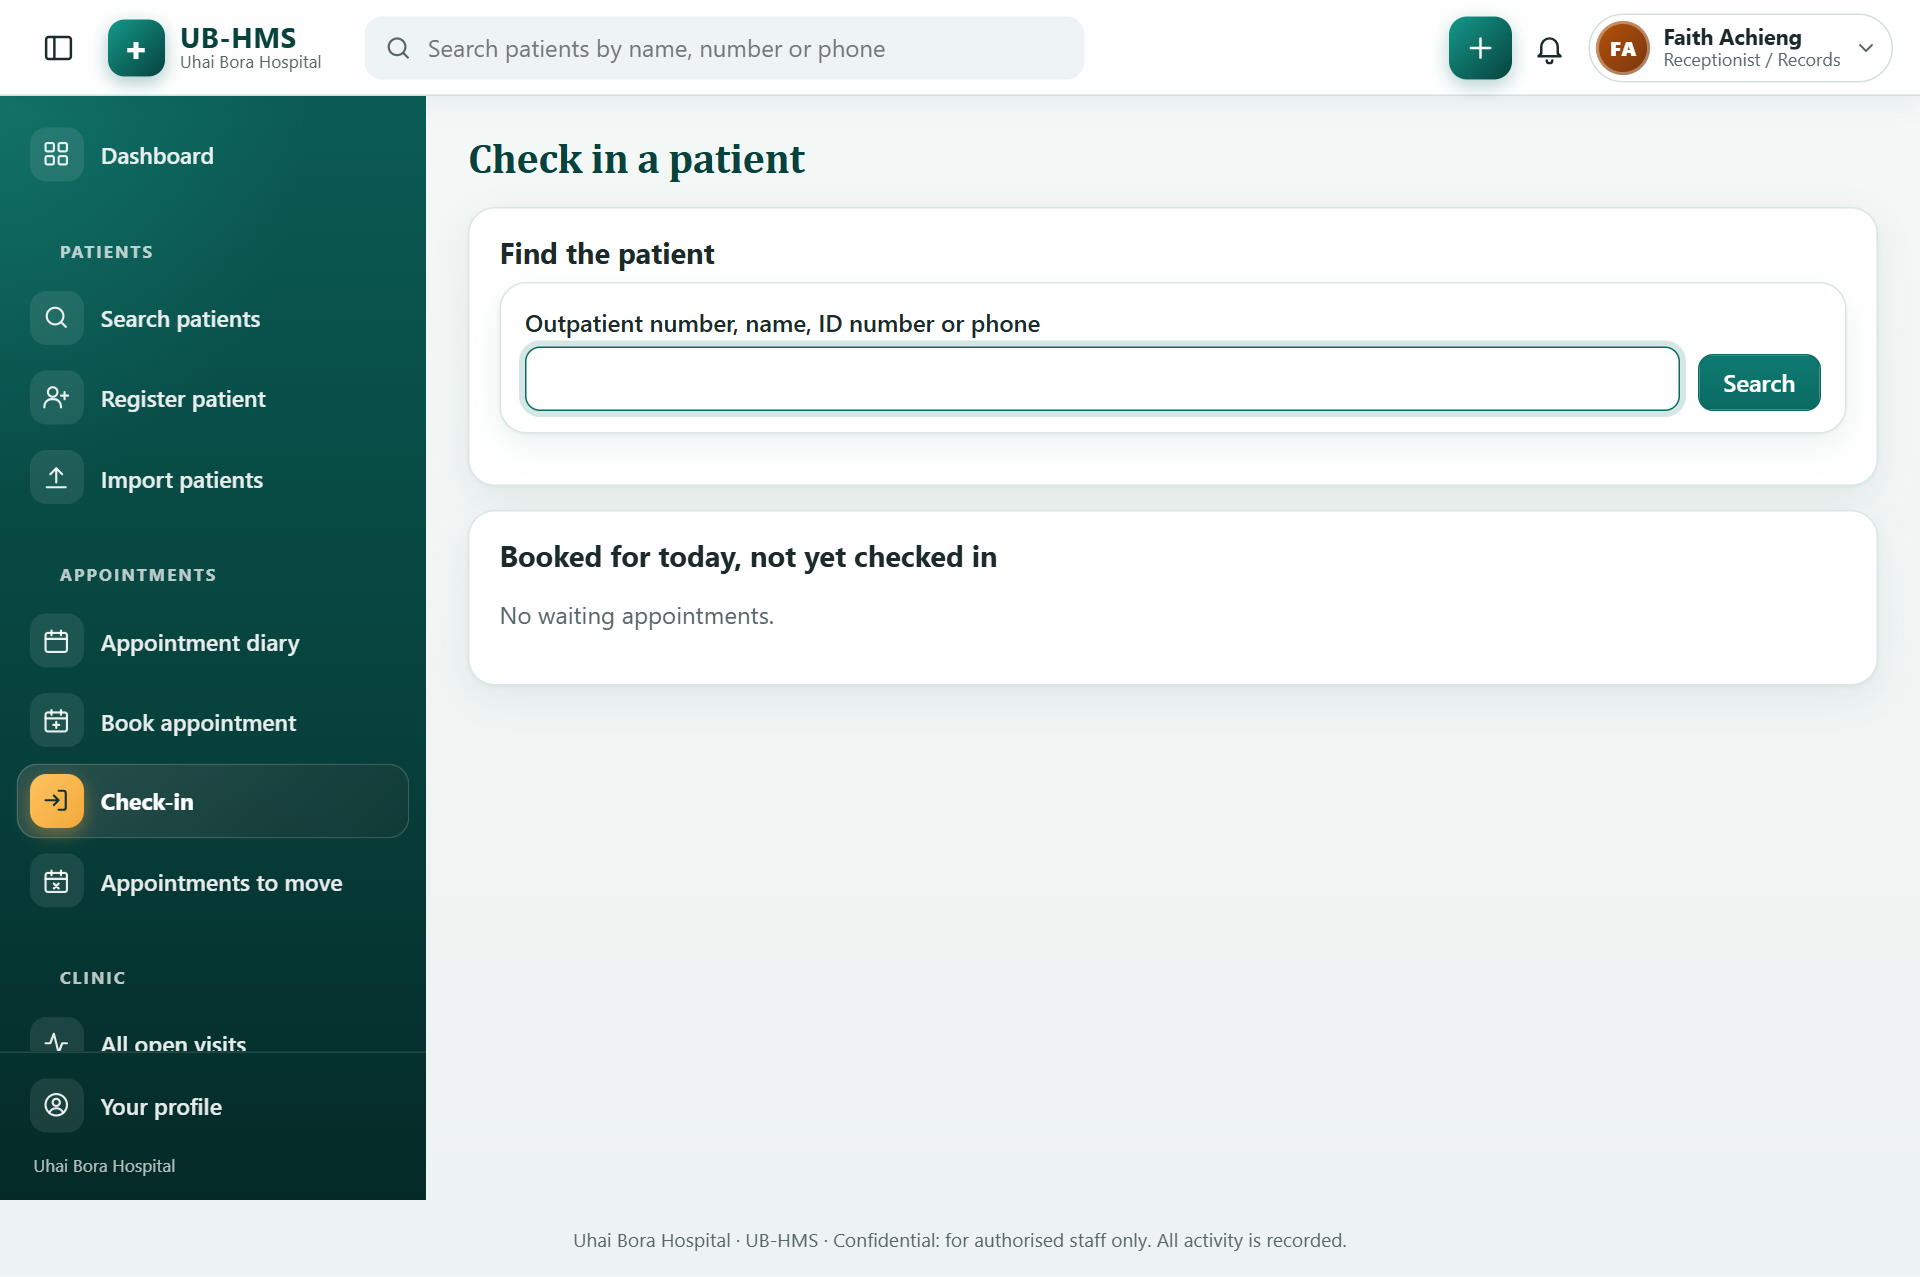 UB-HMS
Uhai Bora Hospital
Search patients by name, number or phone
FA
Faith Achieng
Receptionist / Records
Dashboard
PATIENTS
Search patients
Register patient
Import patients
APPOINTMENTS
Appointment diary
Book appointment
Check-in
Appointments to move
CLINIC
All open visits
Your profile
Uhai Bora Hospital
Check in a patient
Find the patient
Outpatient number, name, ID number or phone
Search
Booked for today, not yet checked in
No waiting appointments.
Uhai Bora Hospital · UB-HMS · Confidential: for authorised staff only. All activity is recorded.